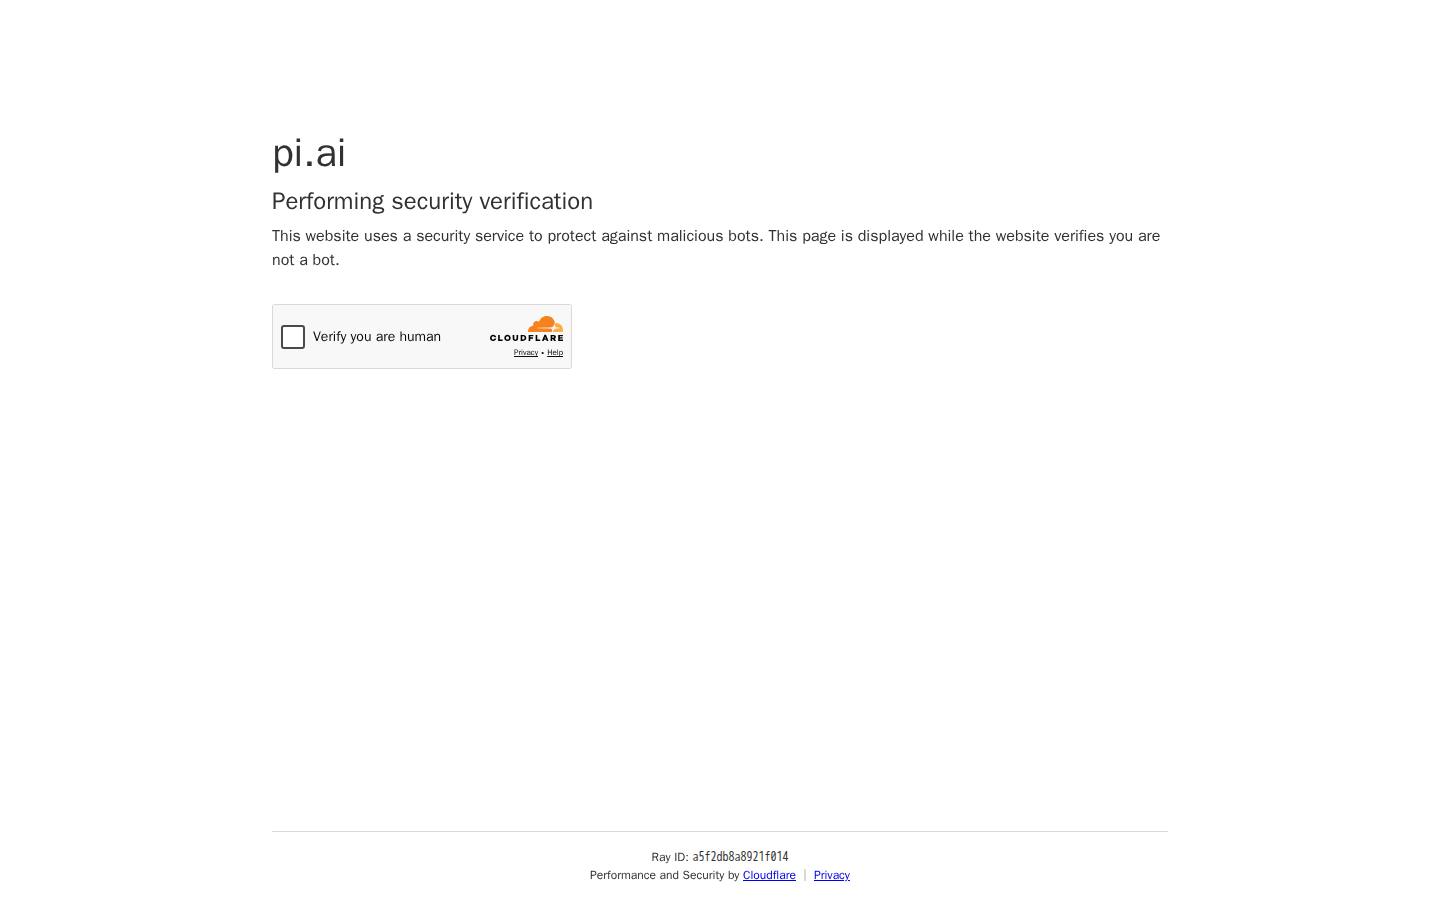 pi.ai
Performing security verification
This website uses a security service to protect against malicious bots. This page is displayed while the website verifies you are
not a bot.
Verify you are human
CLOUDFLARE
Privacy • Help
Ray ID: a5f2db8a8921f014
Performance and Security by Cloudflare | Privacy